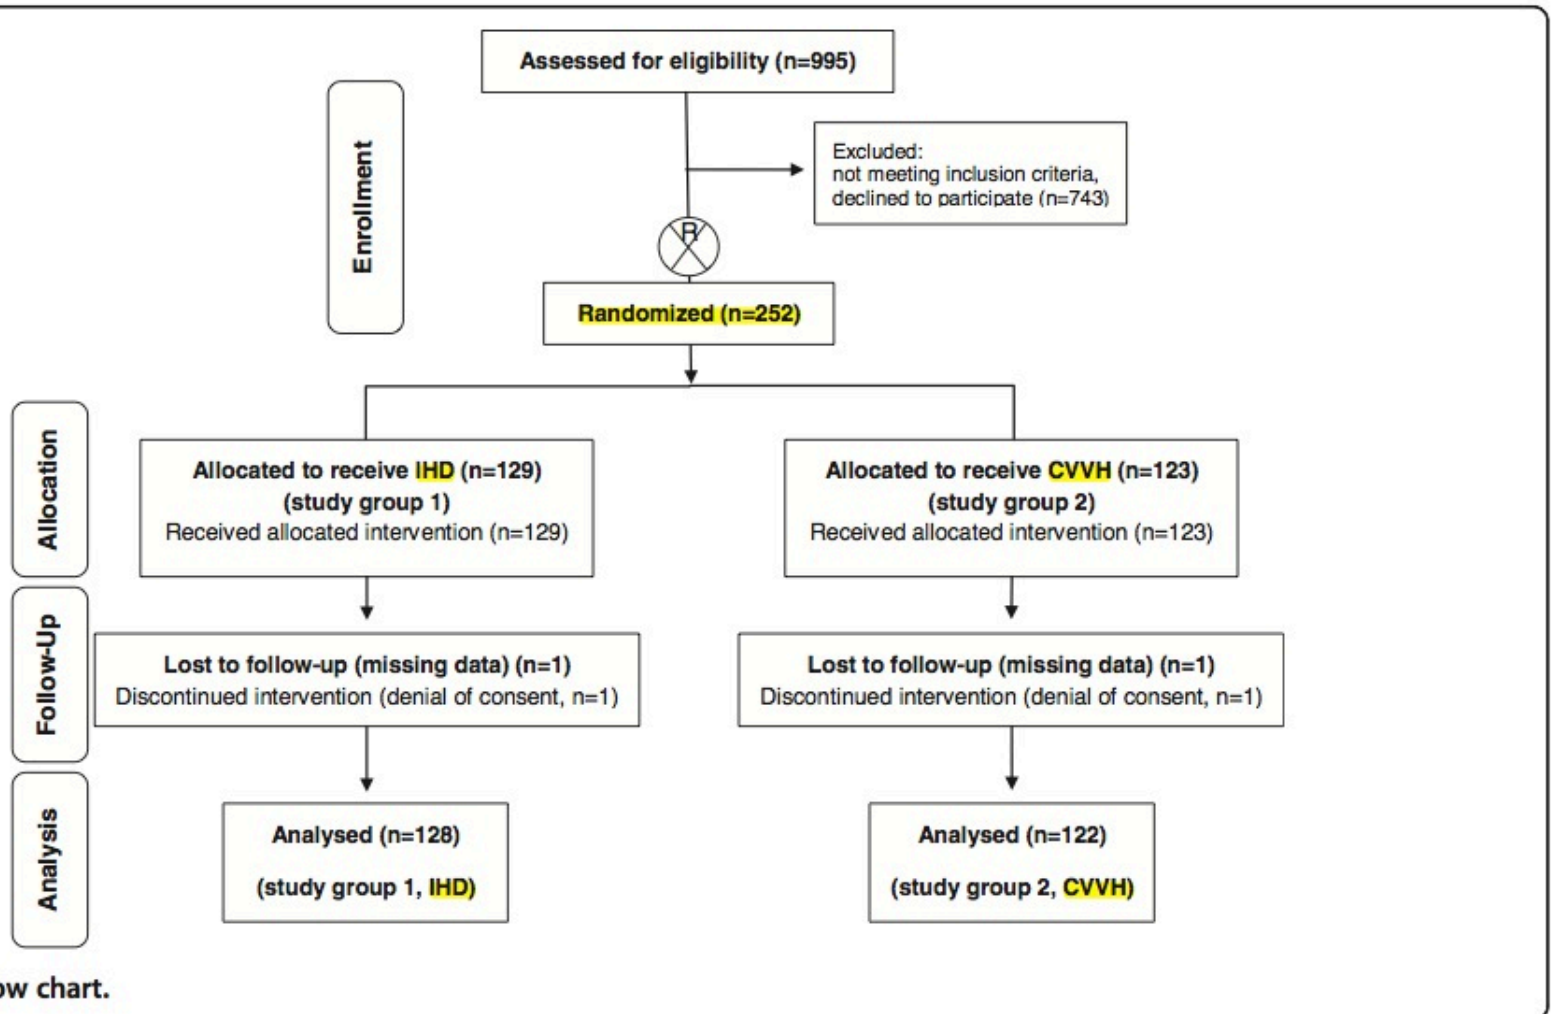 Assessed for eligibility (n=995)
Enrollment
Excluded:
not meeting inclusion criteria,
declined to participate (n=743)
R
Randomized (n=252)
Allocation
Allocated to receive IHD (n=129)
(study group 1)
Received allocated intervention (n=129)
Allocated to receive CVVH (n=123)
(study group 2)
Received allocated intervention (n=123)
Follow-Up
Lost to follow-up (missing data) (n=1)
Discontinued intervention (denial of consent, n=1)
Lost to follow-up (missing data) (n=1)
Discontinued intervention (denial of consent, n=1)
Analysis
Analysed (n=128)
(study group 1, IHD)
Analysed (n=122)
(study group 2, CVVH)
ow chart.